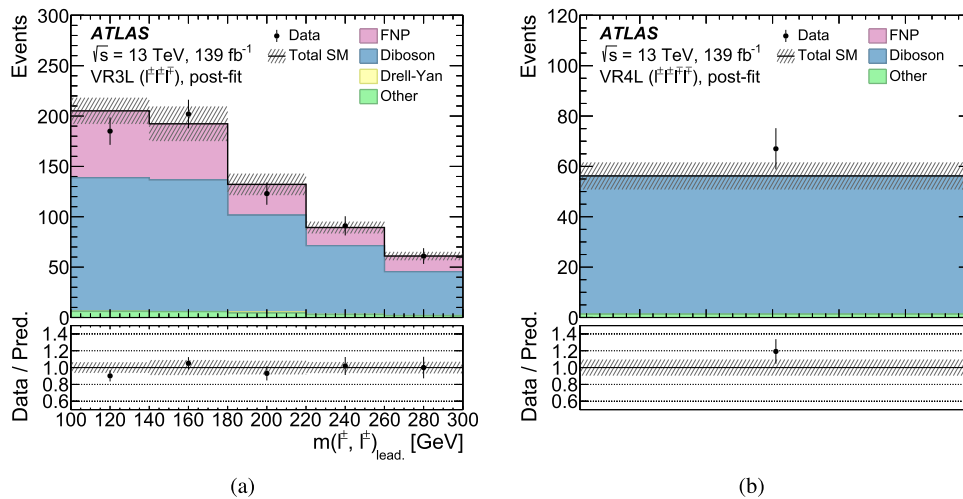 Events
300
250
200
150
100
50
0
ATLAS
√s = 13 TeV, 139 fb⁻¹
VR3L (l±l±l∓), post-fit
Data
Total SM
FNP
Diboson
Drell-Yan
Other
Data / Pred.
1.4
1.2
1.0
0.8
0.6
100 120 140 160 180 200 220 240 260 280 300
m(l±, l±)lead. [GeV]
(a)
Events
120
100
80
60
40
20
0
ATLAS
√s = 13 TeV, 139 fb⁻¹
VR4L (l±l±l∓l∓), post-fit
Data
Total SM
FNP
Diboson
Other
Data / Pred.
1.4
1.2
1.0
0.8
0.6
(b)